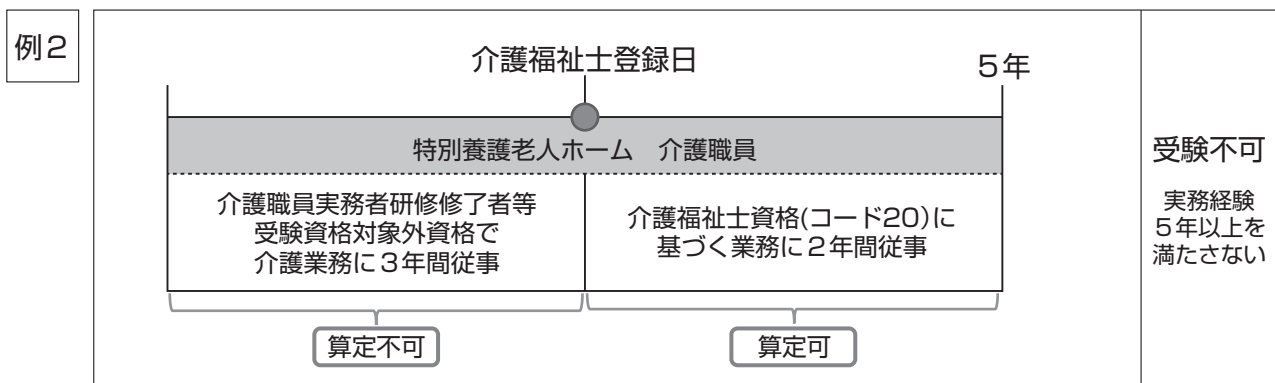 例2
介護福祉士登録日
5年
特別養護老人ホーム　介護職員
介護職員実務者研修修了者等
受験資格対象外資格で
介護業務に3年間従事
介護福祉士資格(コード20)に
基づく業務に2年間従事
算定不可
算定可
受験不可
実務経験
5年以上を
満たさない